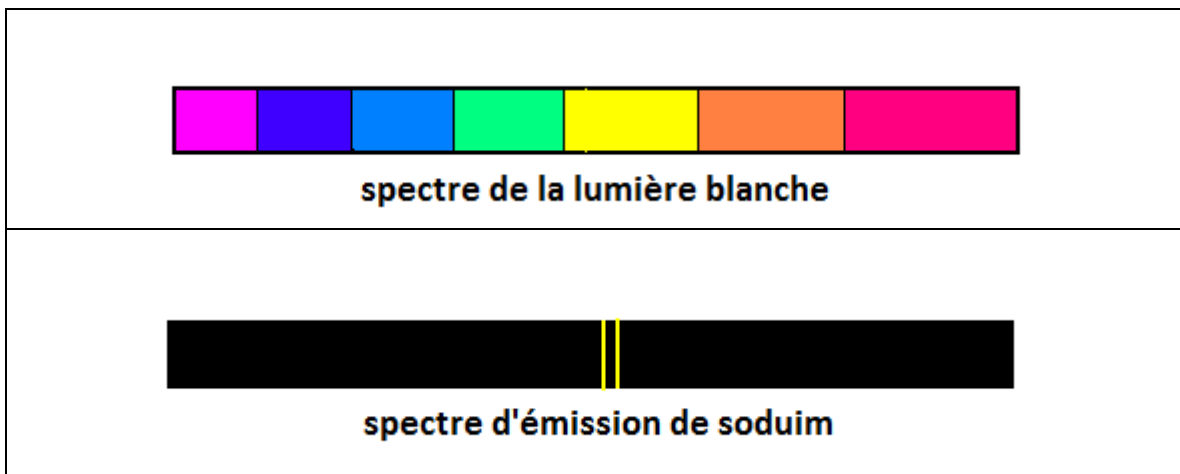 spectre de la lumière blanche
spectre d'émission de soduim